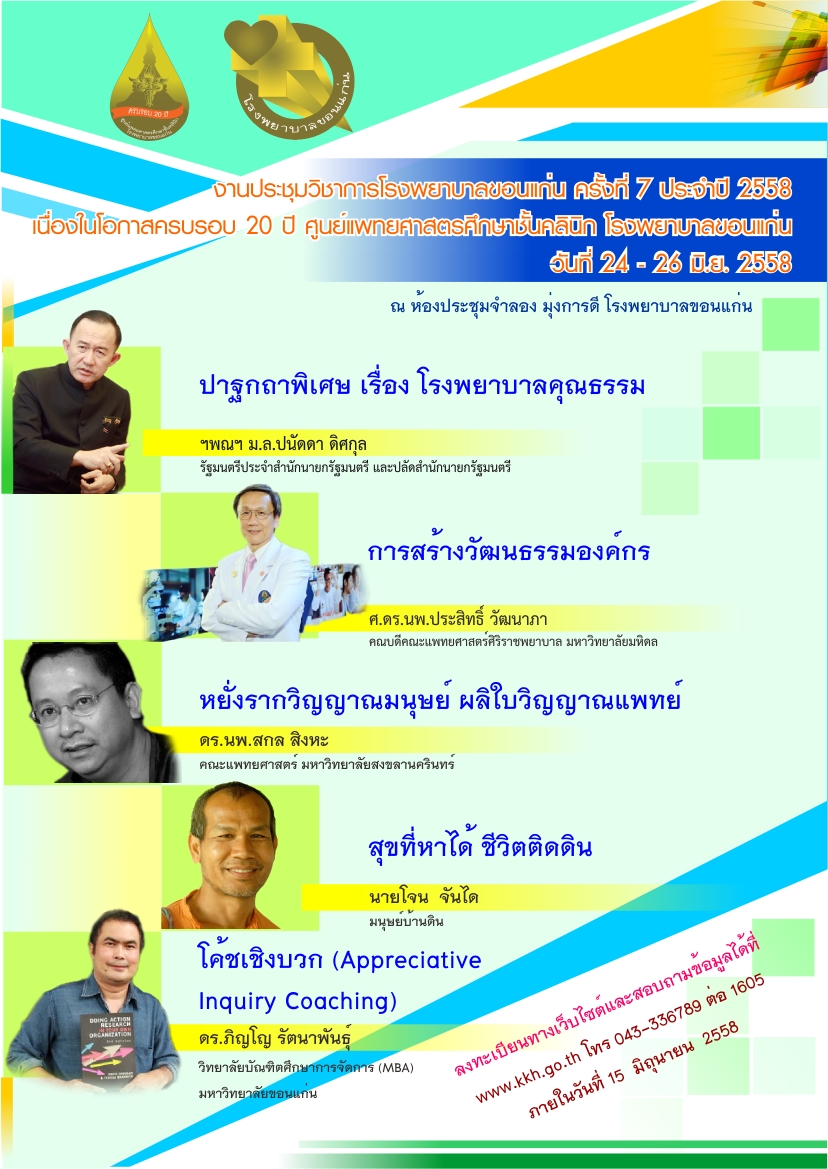 ครบรอบ 20 ปี
โรงพยาบาลขอนแก่น
งานประชุมวิชาการโรงพยาบาลขอนแก่น ครั้งที่ 7 ประจำปี 2558
เนื่องในโอกาสครบรอบ 20 ปี ศูนย์แพทยศาสตรศึกษาชั้นคลินิก โรงพยาบาลขอนแก่น
วันที่ 24 - 26 มิ.ย. 2558
ณ ห้องประชุมจำลอง มุ่งการดี โรงพยาบาลขอนแก่น
ปาฐกถาพิเศษ เรื่อง โรงพยาบาลคุณธรรม
ฯพณฯ ม.ล.ปนัดดา ดิศกุล
รัฐมนตรีประจำสำนักนายกรัฐมนตรี และปลัดสำนักนายกรัฐมนตรี
การสร้างวัฒนธรรมองค์กร
ศ.ดร.นพ.ประสิทธิ์ วัฒนาภา
คณบดีคณะแพทยศาสตร์ศิริราชพยาบาล มหาวิทยาลัยมหิดล
หยั่งรากวิญญาณมนุษย์ ผลิใบวิญญาณแพทย์
ดร.นพ.สกล สิงหะ
คณะแพทยศาสตร์ มหาวิทยาลัยสงขลานครินทร์
สุขที่หาได้ ชีวิตติดดิน
นายโจน จันได
มนุษย์บ้านดิน
โค้ชเชิงบวก (Appreciative
Inquiry Coaching)
ดร.ภิญโญ รัตนาพันธุ์
วิทยาลัยบัณฑิตศึกษาการจัดการ (MBA)
มหาวิทยาลัยขอนแก่น
DOING ACTION
RESEARCH
IN YOUR OWN
ORGANIZATION
ลงทะเบียนทางเว็บไซต์และสอบถามข้อมูลได้ที่
www.kkh.go.th โทร 043-336789 ต่อ 1605
ภายในวันที่ 15 มิถุนายน 2558